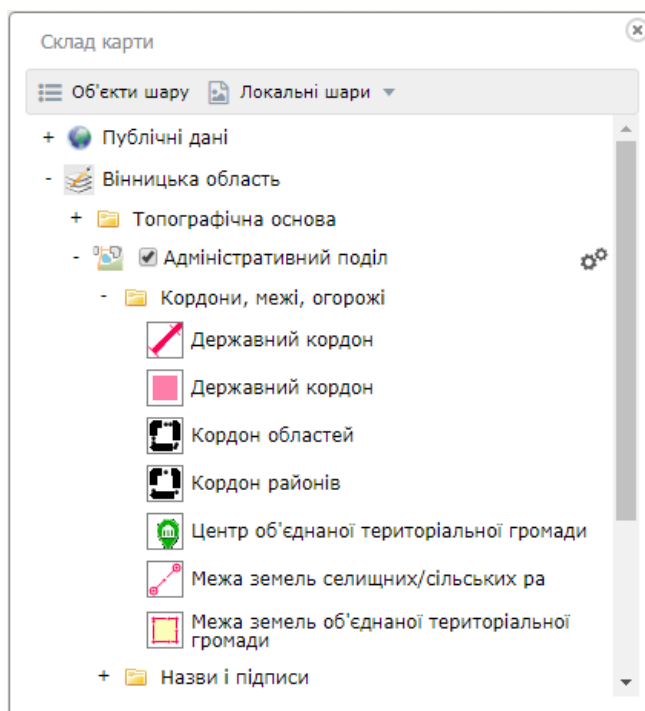 Склад карти
Об'єкти шару Локальні шари
+ Публічні дані
- Вінницька область
+ Топографічна основа
- Адміністративний поділ
- Кордони, межі, огорожі
Державний кордон
Державний кордон
Кордон областей
Кордон районів
Центр об'єднаної територіальної громади
Межа земель селищних/сільських ра
Межа земель об'єднаної територіальної
громади
+ Назви і підписи